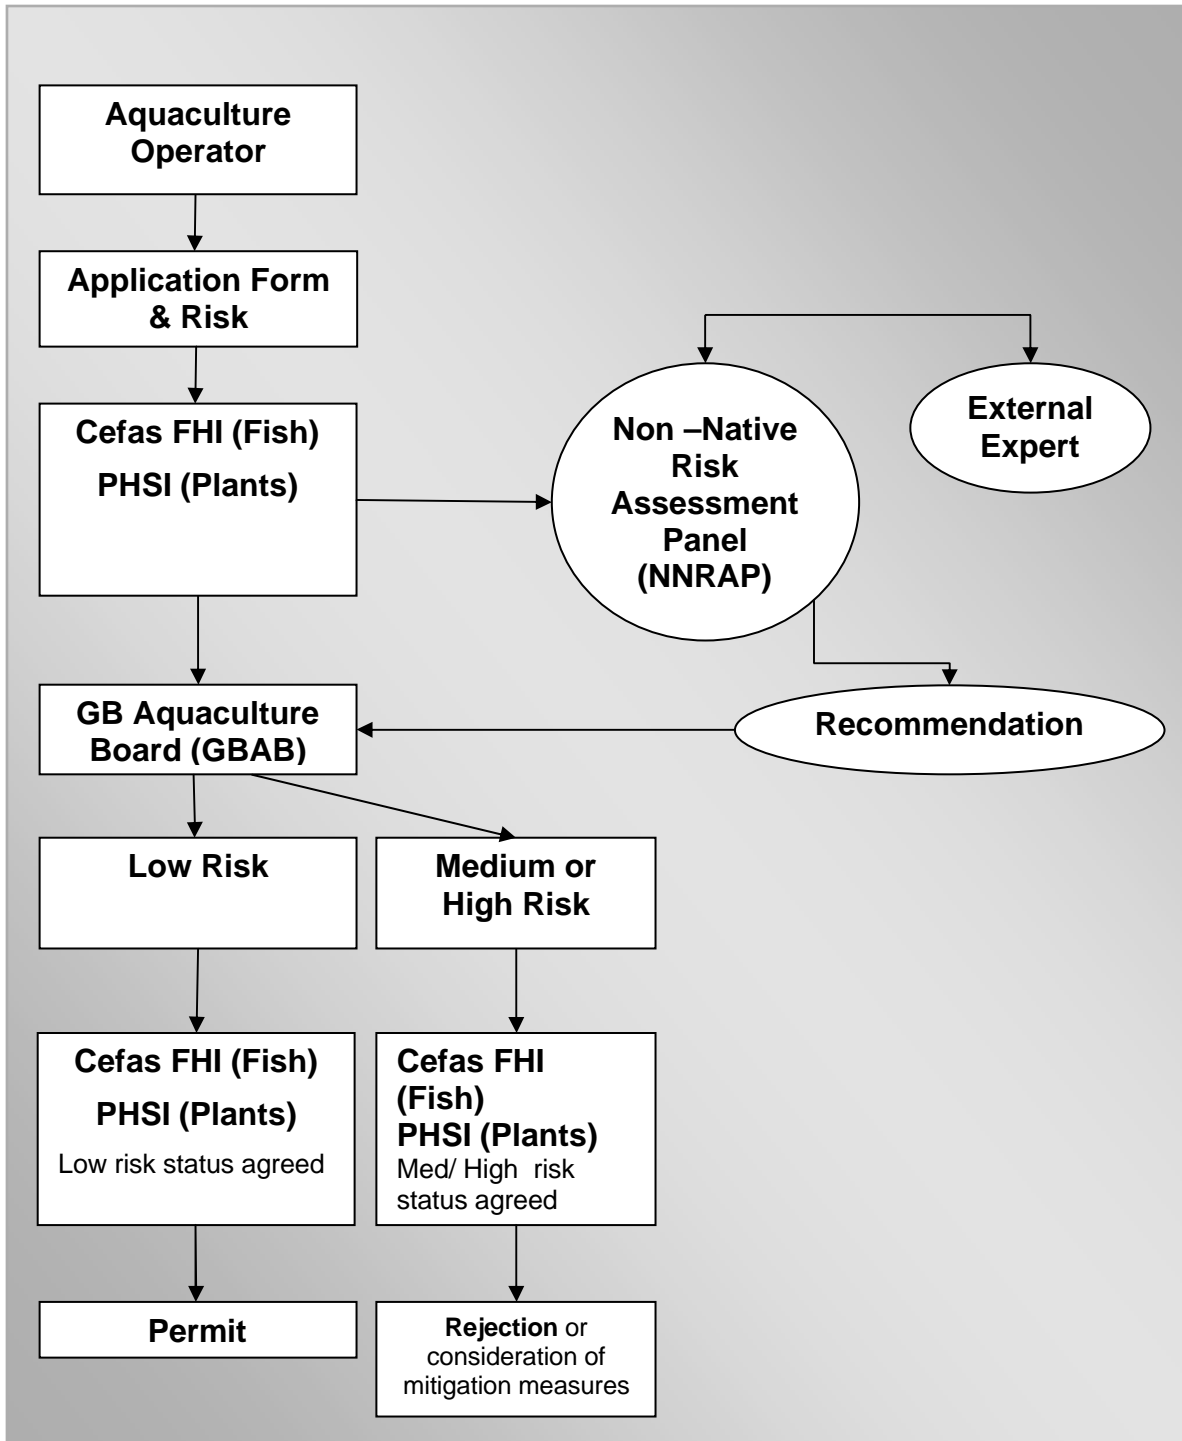 Aquaculture
Operator
Application Form
& Risk
Cefas FHI (Fish)
PHSI (Plants)
Non –Native
Risk
Assessment
Panel
(NNRAP)
External
Expert
GB Aquaculture
Board (GBAB)
Recommendation
Low Risk
Medium or
High Risk
Cefas FHI (Fish)
PHSI (Plants)
Low risk status agreed
Cefas FHI
(Fish)
PHSI (Plants)
Med/ High risk
status agreed
Permit
Rejection or
consideration of
mitigation measures